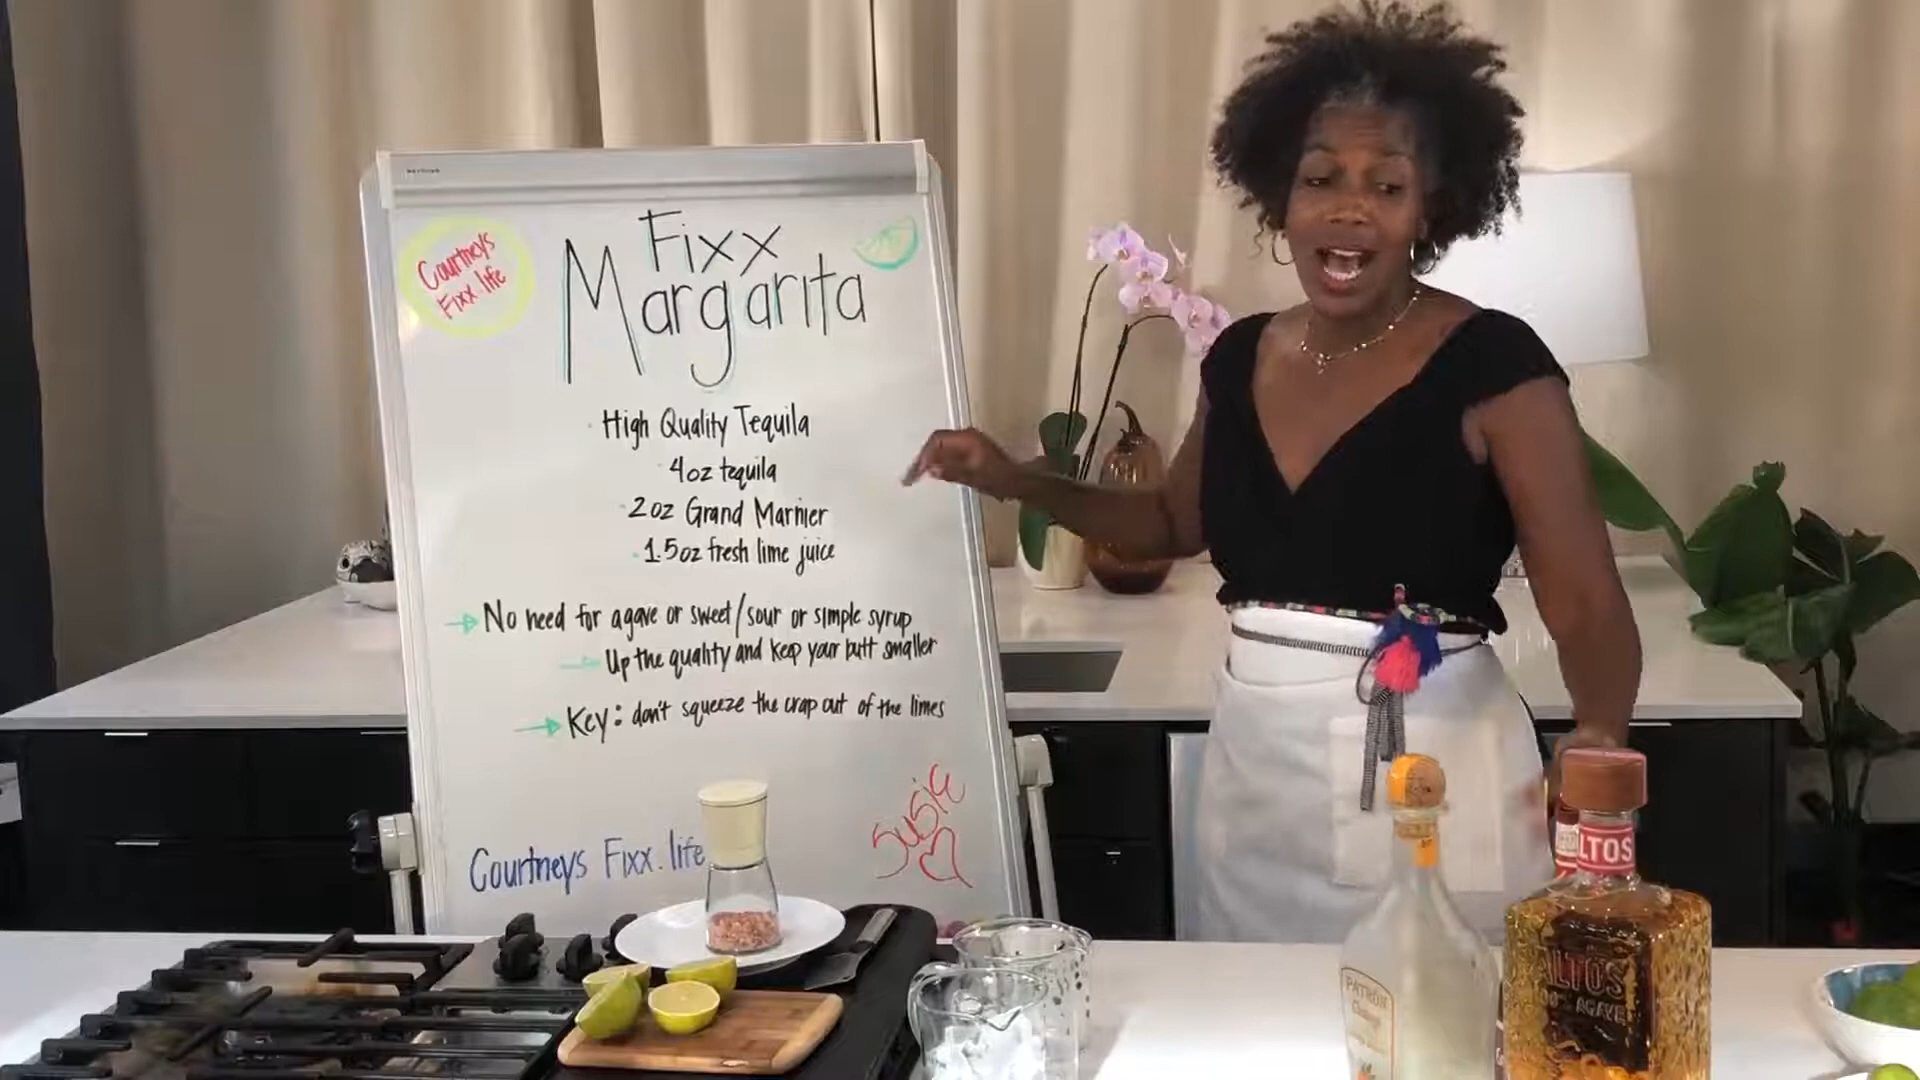 Courtneys
Fixx.life
Fixx
Margarita
High Quality Tequila
4oz tequila
2oz Grand Marnier
1.5oz fresh lime juice
No need for agave or sweet/sour or simple syrup
Up the quality and keep your butt smaller
Key: don't squeeze the crap out of the limes
Susie
Courtneys Fixx.life
LTOS
PATRÓN
ALTOS
100% AGAVE